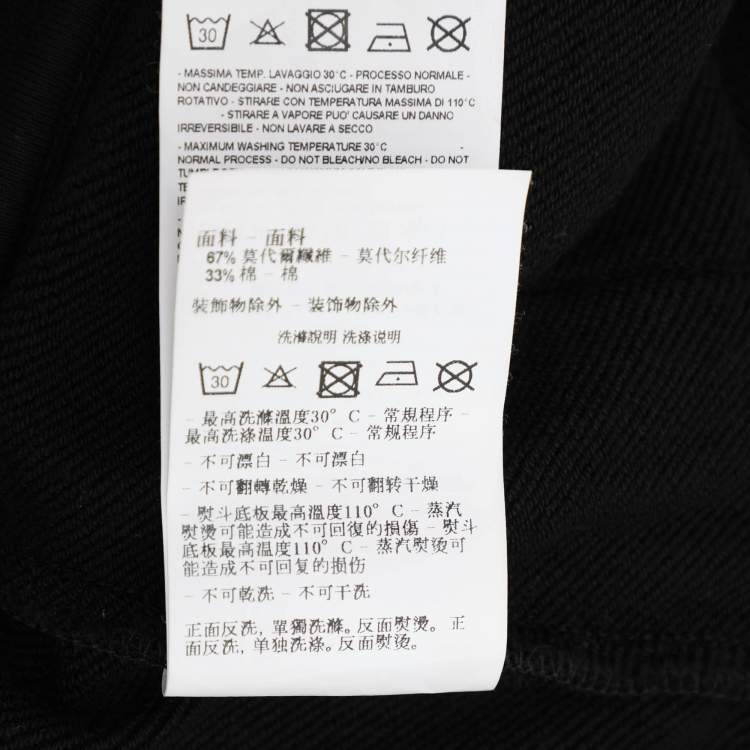 30
- MASSIMA TEMP. LAVAGGIO 30°C - PROCESSO NORMALE -
NON CANDEGGIARE - NON ASCIUGARE IN TAMBURO
ROTATIVO - STIRARE CON TEMPERATURA MASSIMA DI 110°C
- STIRARE A VAPORE PUO' CAUSARE UN DANNO
IRREVERSIBILE - NON LAVARE A SECCO
- MAXIMUM WASHING TEMPERATURE 30°C -
NORMAL PROCESS - DO NOT BLEACH/NO BLEACH - DO NOT
面料 - 面料
67% 莫代爾纖維 - 莫代尔纤维
33% 棉 - 棉
裝飾物除外 - 装饰物除外
洗滌說明 洗涤说明
30
- 最高洗滌溫度30° C - 常規程序 -
最高洗涤温度30° C - 常规程序
- 不可漂白 - 不可漂白
- 不可翻轉乾燥 - 不可翻转干燥
- 熨斗底板最高溫度110° C - 蒸汽
熨燙可能造成不可回復的損傷 - 熨斗
底板最高温度110° C - 蒸汽熨烫可
能造成不可回复的损伤
- 不可乾洗 - 不可干洗
正面反洗, 單獨洗滌。反面熨燙。 正
面反洗, 单独洗涤。反面熨烫。